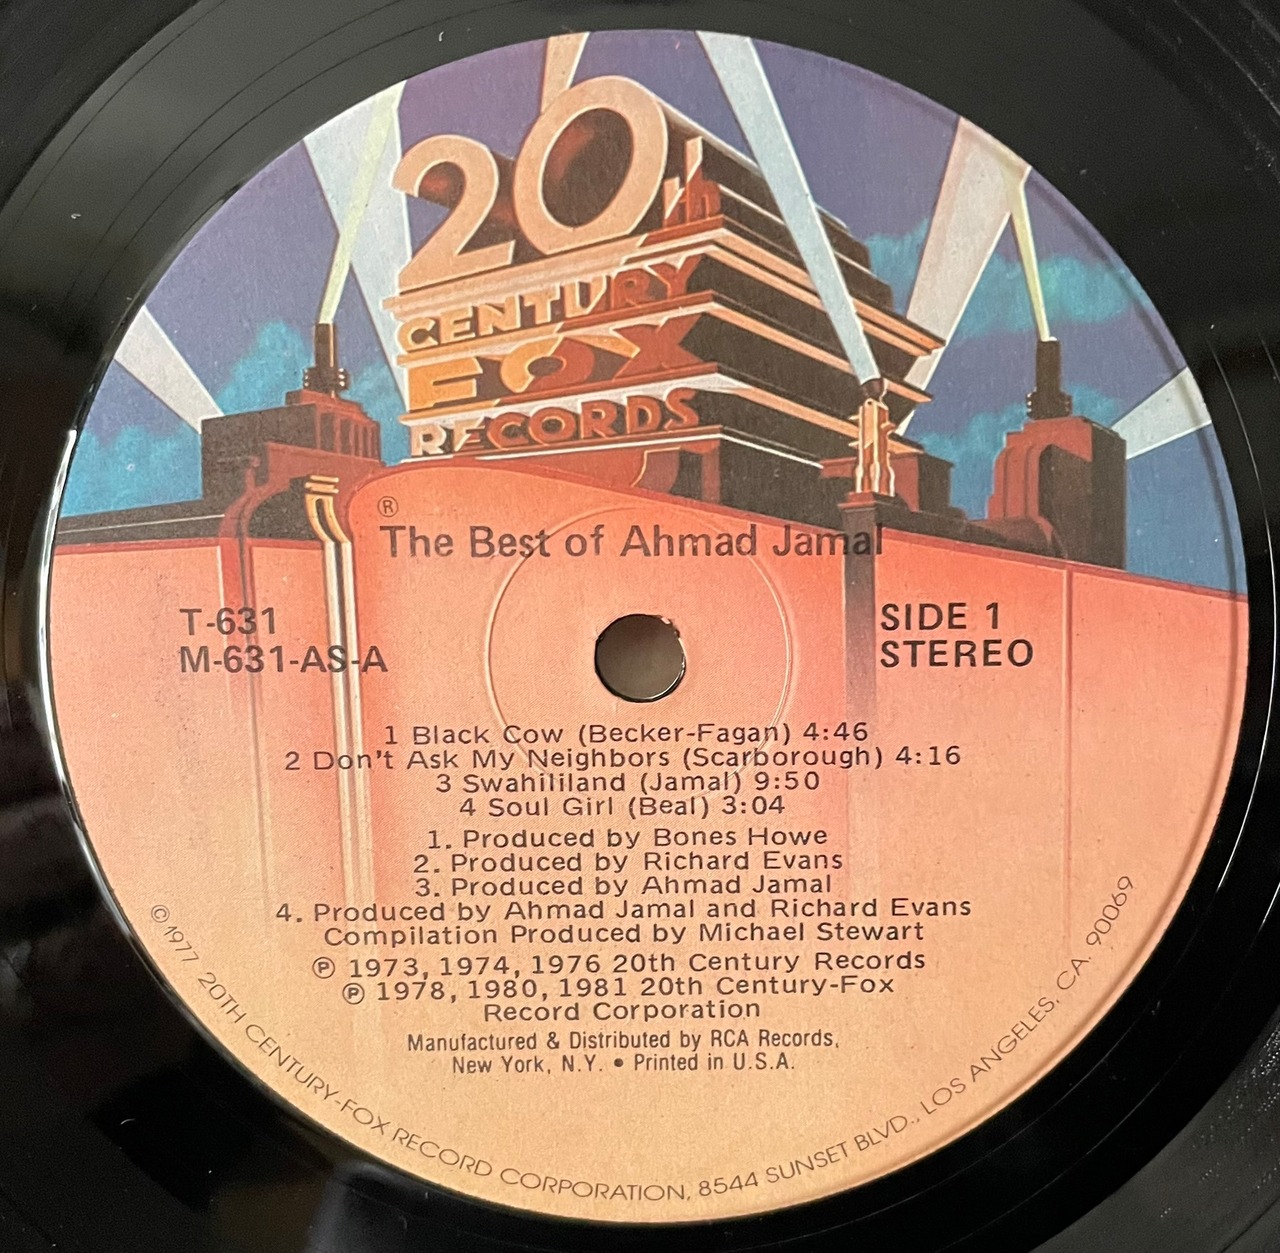 20th
CENTURY
FOX
RECORDS
®
The Best of Ahmad Jamal
T-631
M-631-AS-A
SIDE 1
STEREO
1 Black Cow (Becker-Fagan) 4:46
2 Don't Ask My Neighbors (Scarborough) 4:16
3 Swahililand (Jamal) 9:50
4 Soul Girl (Beal) 3:04
1. Produced by Bones Howe
2. Produced by Richard Evans
3. Produced by Ahmad Jamal
4. Produced by Ahmad Jamal and Richard Evans
Compilation Produced by Michael Stewart
℗ 1973, 1974, 1976 20th Century Records
℗ 1978, 1980, 1981 20th Century-Fox
Record Corporation
Manufactured & Distributed by RCA Records,
New York, N.Y. • Printed in U.S.A.
©1977 20TH CENTURY-FOX RECORD CORPORATION, 8544 SUNSET BLVD., LOS ANGELES, CA. 90069